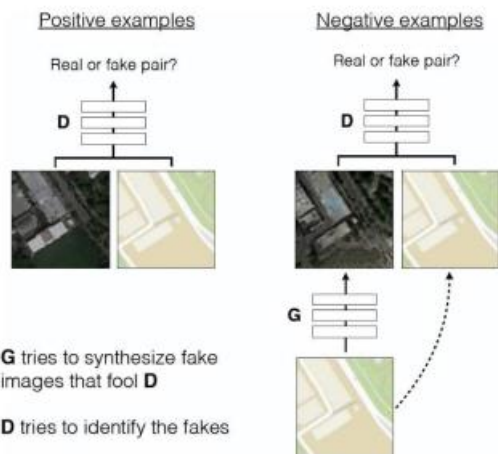 Positive examples
Real or fake pair?
D
Negative examples
Real or fake pair?
D
G
G tries to synthesize fake
images that fool D
D tries to identify the fakes